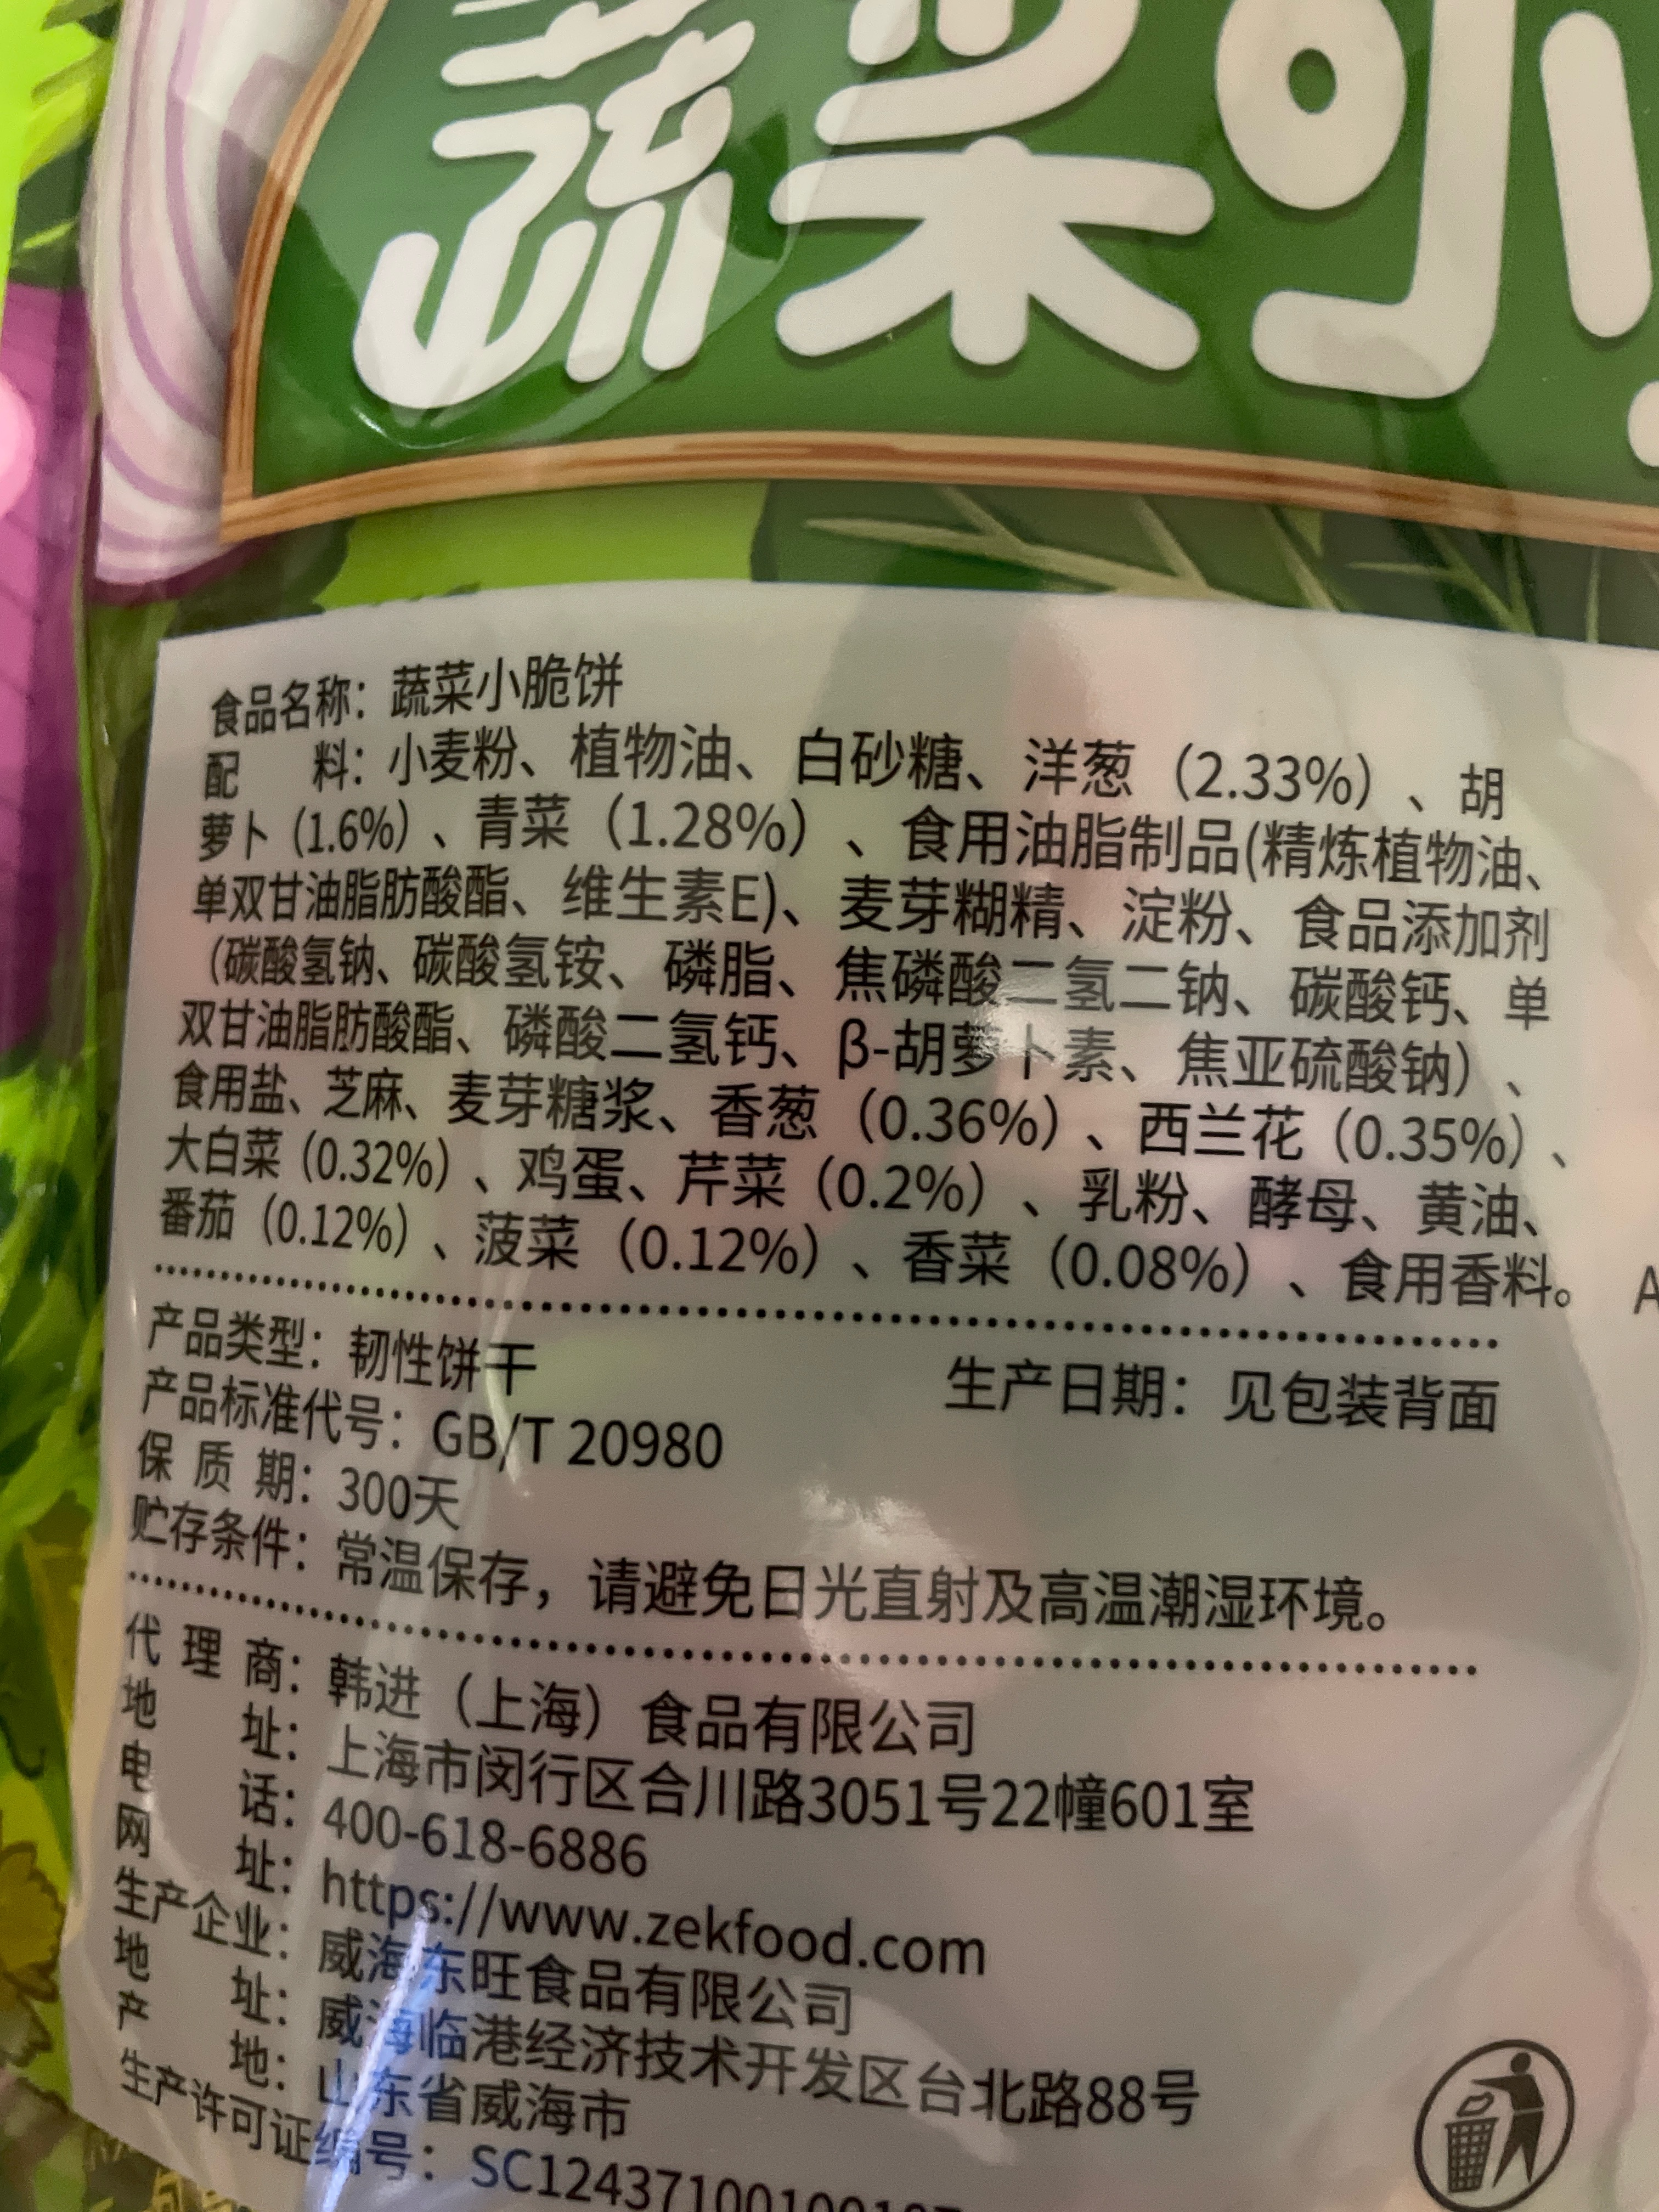 蔬菜小
食品名称：蔬菜小脆饼
配 料：小麦粉、植物油、白砂糖、洋葱（2.33%）、胡
萝卜（1.6%）、青菜（1.28%）、食用油脂制品(精炼植物油、
单双甘油脂肪酸酯、维生素E)、麦芽糊精、淀粉、食品添加剂
（碳酸氢钠、碳酸氢铵、磷脂、焦磷酸二氢二钠、碳酸钙、单
双甘油脂肪酸酯、磷酸二氢钙、β-胡萝卜素、焦亚硫酸钠）、
食用盐、芝麻、麦芽糖浆、香葱（0.36%）、西兰花（0.35%）、
大白菜（0.32%）、鸡蛋、芹菜（0.2%）、乳粉、酵母、黄油、
番茄（0.12%）、菠菜（0.12%）、香菜（0.08%）、食用香料。
产品类型：韧性饼干 生产日期：见包装背面
产品标准代号：GB/T 20980
保 质 期：300天
贮存条件：常温保存，请避免日光直射及高温潮湿环境。
代 理 商：韩进（上海）食品有限公司
地 址：上海市闵行区合川路3051号22幢601室
电 话：400-618-6886
网 址：https://www.zekfood.com
生产企业：威海东旺食品有限公司
地 址：威海临港经济技术开发区台北路88号
产 地：山东省威海市
生产许可证编号：SC124371001001